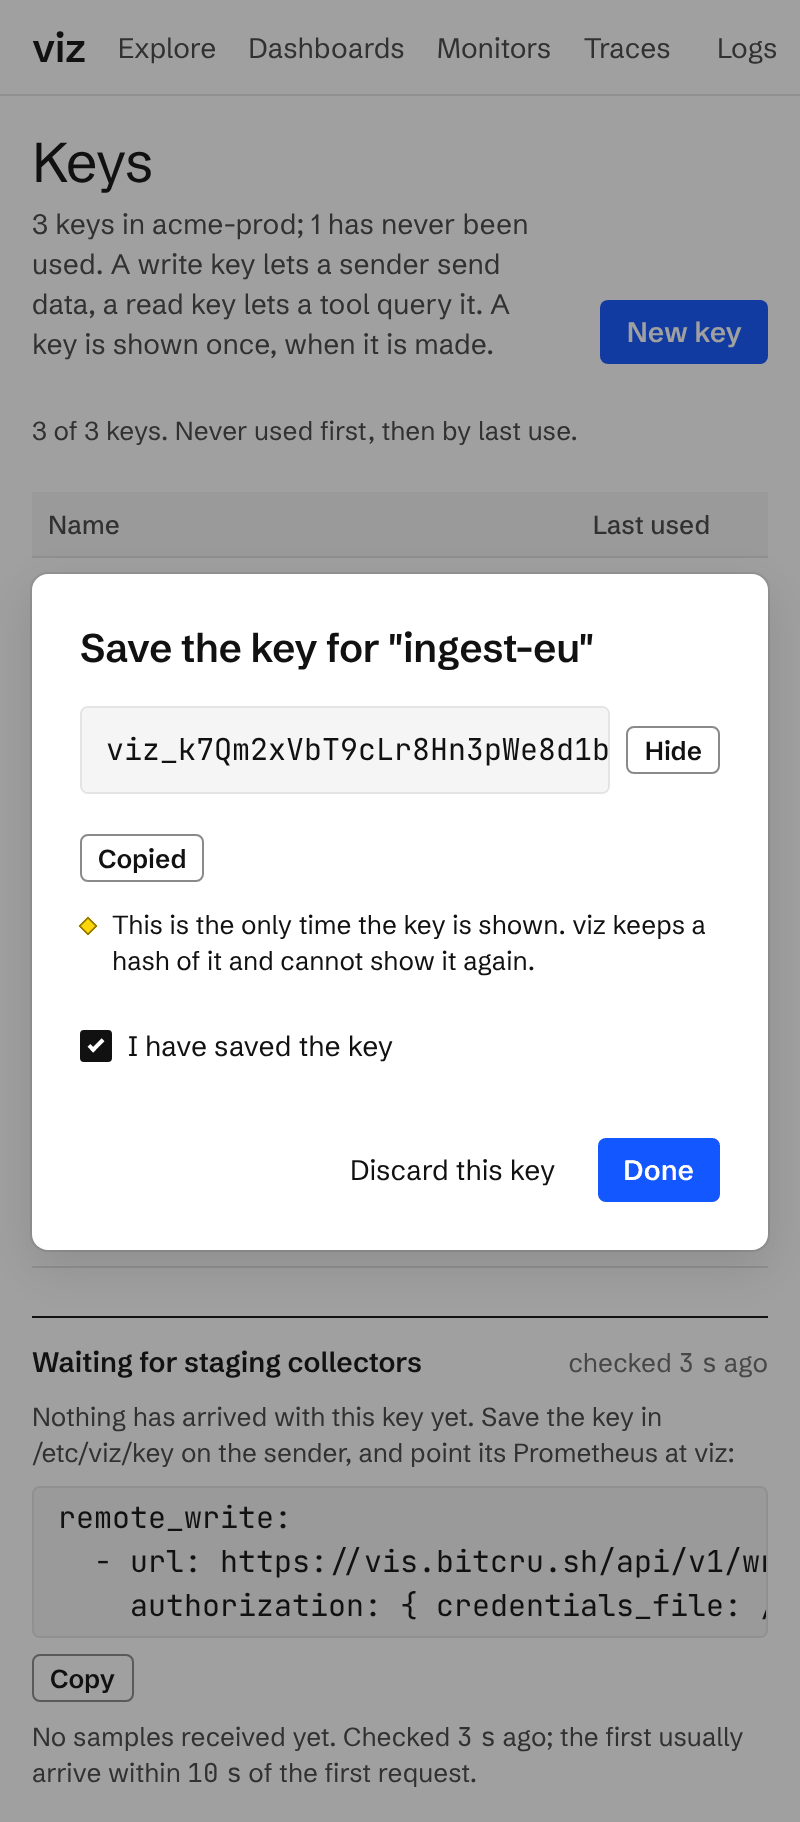 viz Explore Dashboards Monitors Traces Logs
Keys
3 keys in acme-prod; 1 has never been
used. A write key lets a sender send
data, a read key lets a tool query it. A
key is shown once, when it is made.
New key
3 of 3 keys. Never used first, then by last use.
Name Last used
Save the key for "ingest-eu"
viz_k7Qm2xVbT9cLr8Hn3pWe8d1b
Hide
Copied
This is the only time the key is shown. viz keeps a
hash of it and cannot show it again.
I have saved the key
Discard this key
Done
Waiting for staging collectors checked 3 s ago
Nothing has arrived with this key yet. Save the key in
/etc/viz/key on the sender, and point its Prometheus at viz:
remote_write:
- url: https://vis.bitcru.sh/api/v1/wr
authorization: { credentials_file: /
Copy
No samples received yet. Checked 3 s ago; the first usually
arrive within 10 s of the first request.